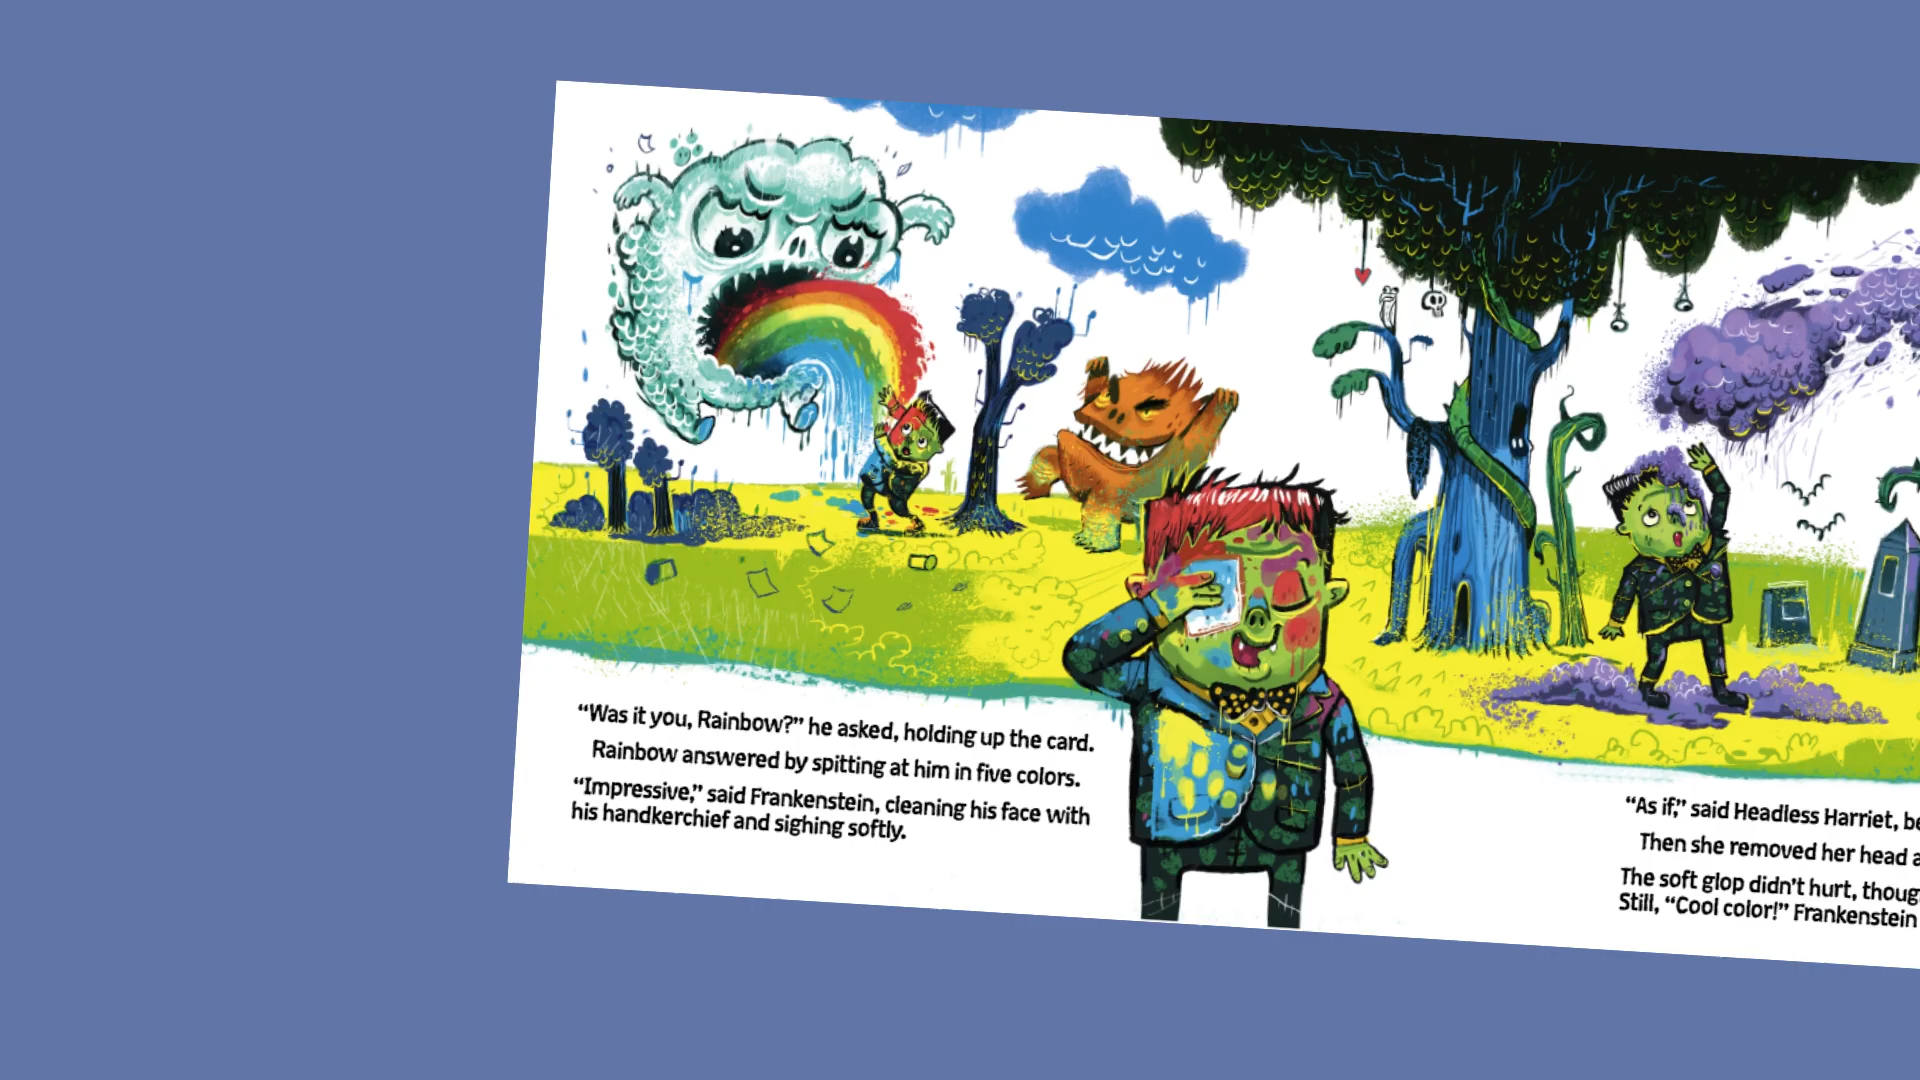 “Was it you, Rainbow?” he asked, holding up the card.
Rainbow answered by spitting at him in five colors.
“Impressive,” said Frankenstein, cleaning his face with
his handkerchief and sighing softly.
“As if,” said Headless Harriet,
Then she removed her head
The soft glop didn’t hurt,
Still, “Cool color!” Frankenstein